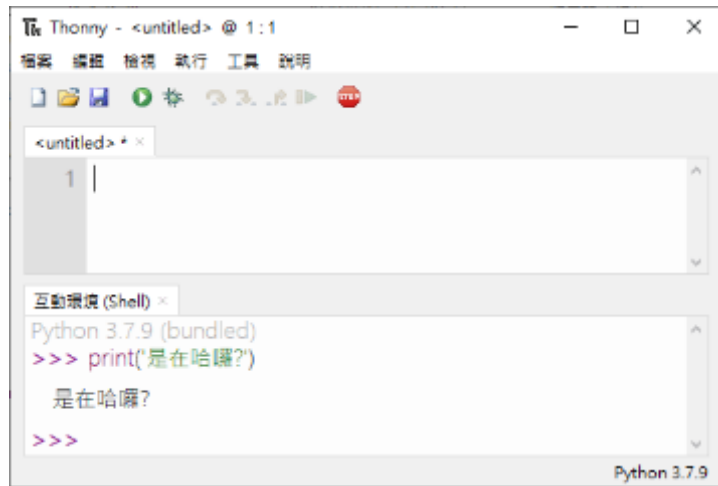 Thonny - <untitled> @ 1 : 1
檔案 編輯 檢視 執行 工具 說明
STOP
<untitled> * ×
1
互動環境 (Shell) ×
Python 3.7.9 (bundled)
>>> print('是在哈囉?')
是在哈囉?
>>>
Python 3.7.9